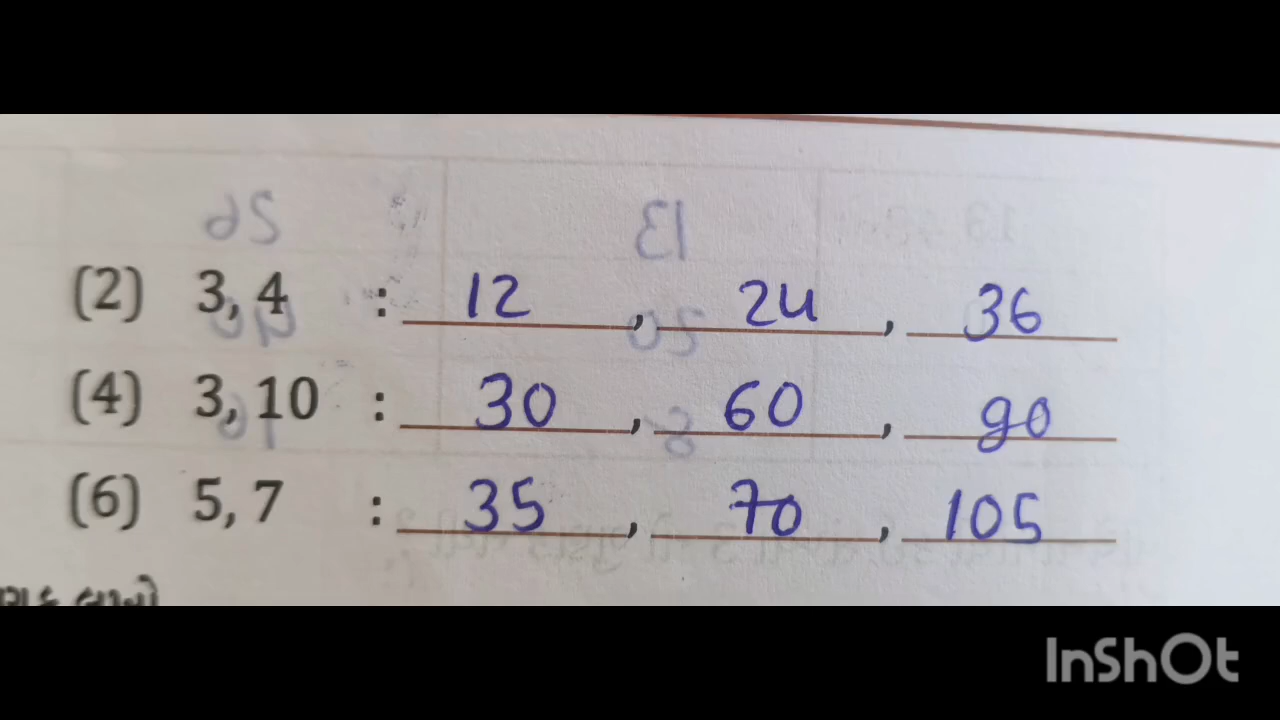 (2) 3, 4 : 12 , 24 , 36
(4) 3, 10 : 30 , 60 , 90
(6) 5, 7 : 35 , 70 , 105
InShOt